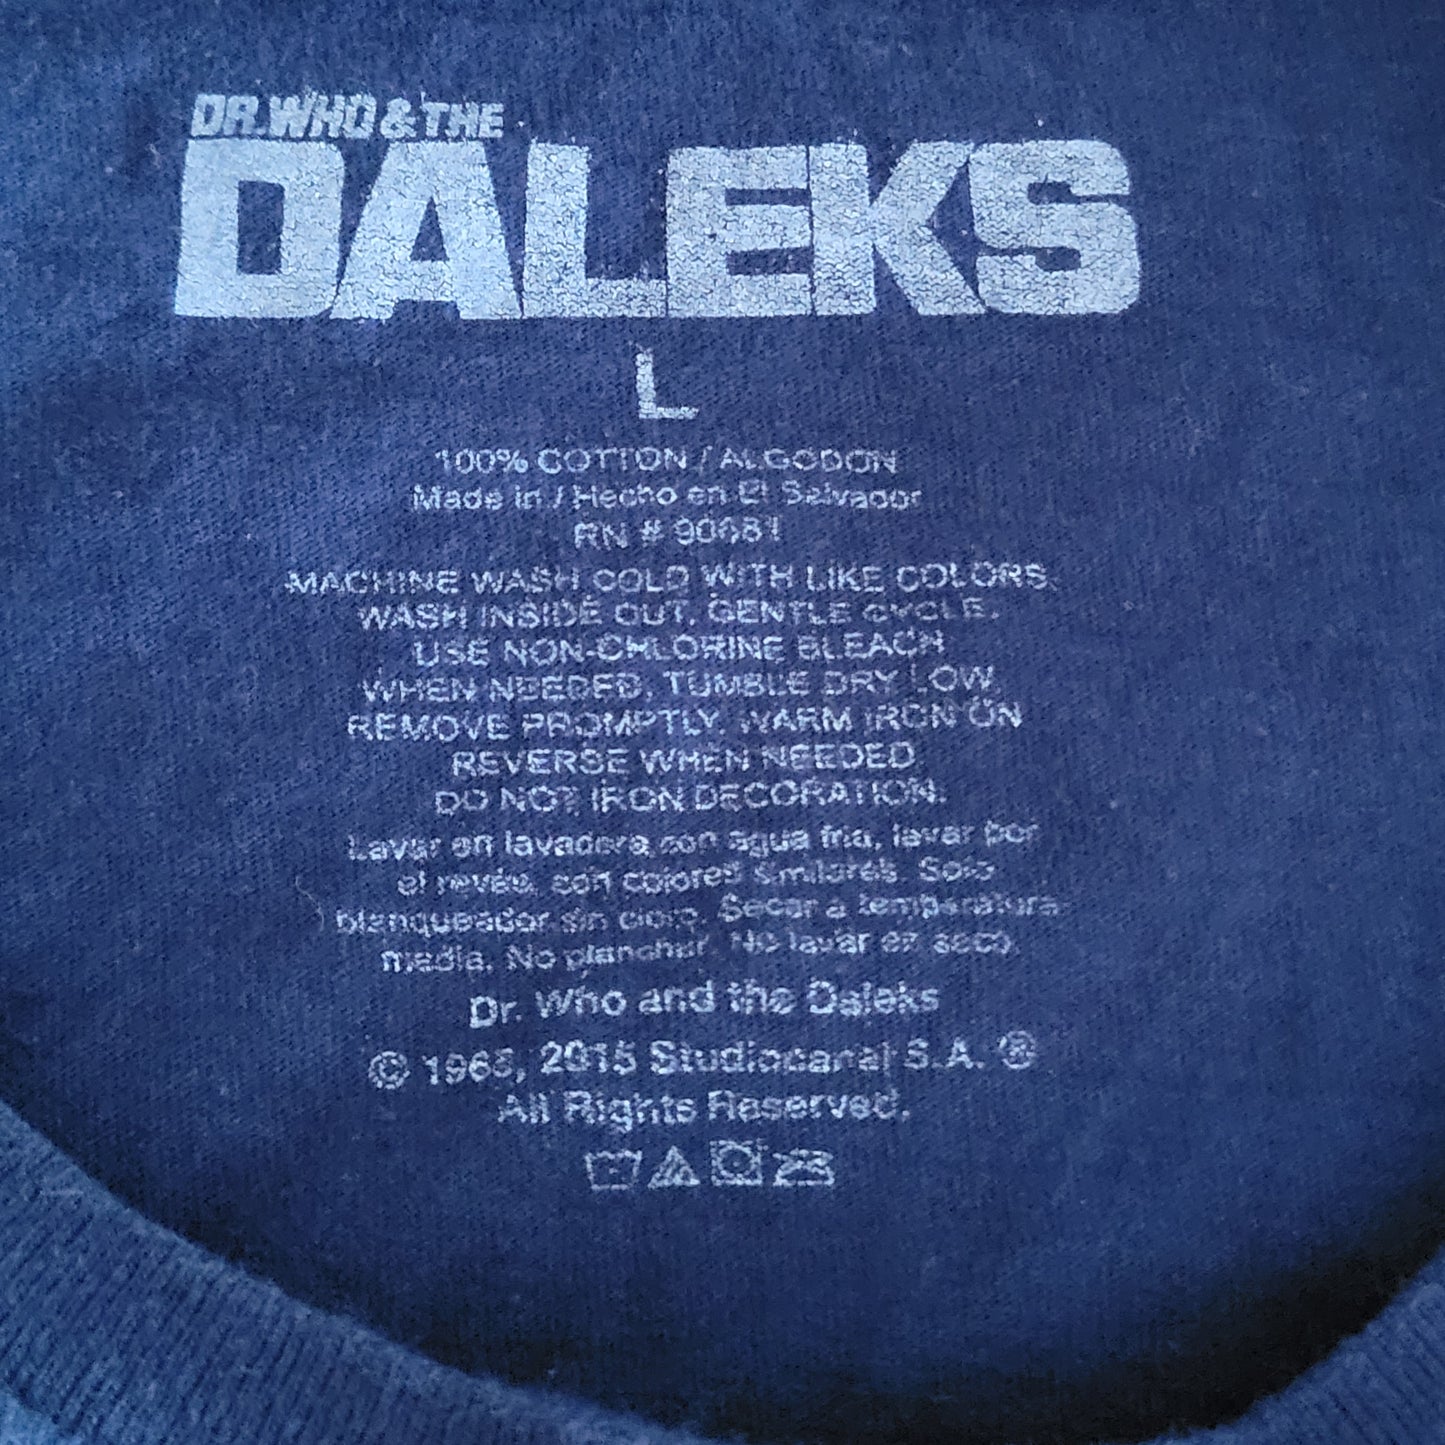 DR. WHO & THE
DALEKS
L
100% COTTON / ALGODON
Made in / Hecho en El Salvador
RN # 90681
MACHINE WASH COLD WITH LIKE COLORS.
WASH INSIDE OUT. GENTLE CYCLE.
USE NON-CHLORINE BLEACH
WHEN NEEDED. TUMBLE DRY LOW.
REMOVE PROMPTLY. WARM IRON ON
REVERSE WHEN NEEDED
DO NOT IRON DECORATION.
Lavar en lavadora con agua fria, lavar por
el revés, con colores similares. Solo
blanqueador sin cloro. Secar a temperatura
media. No planchar. No lavar en seco.
Dr. Who and the Daleks
© 1965, 2015 Studiocanal S.A. ®
All Rights Reserved.